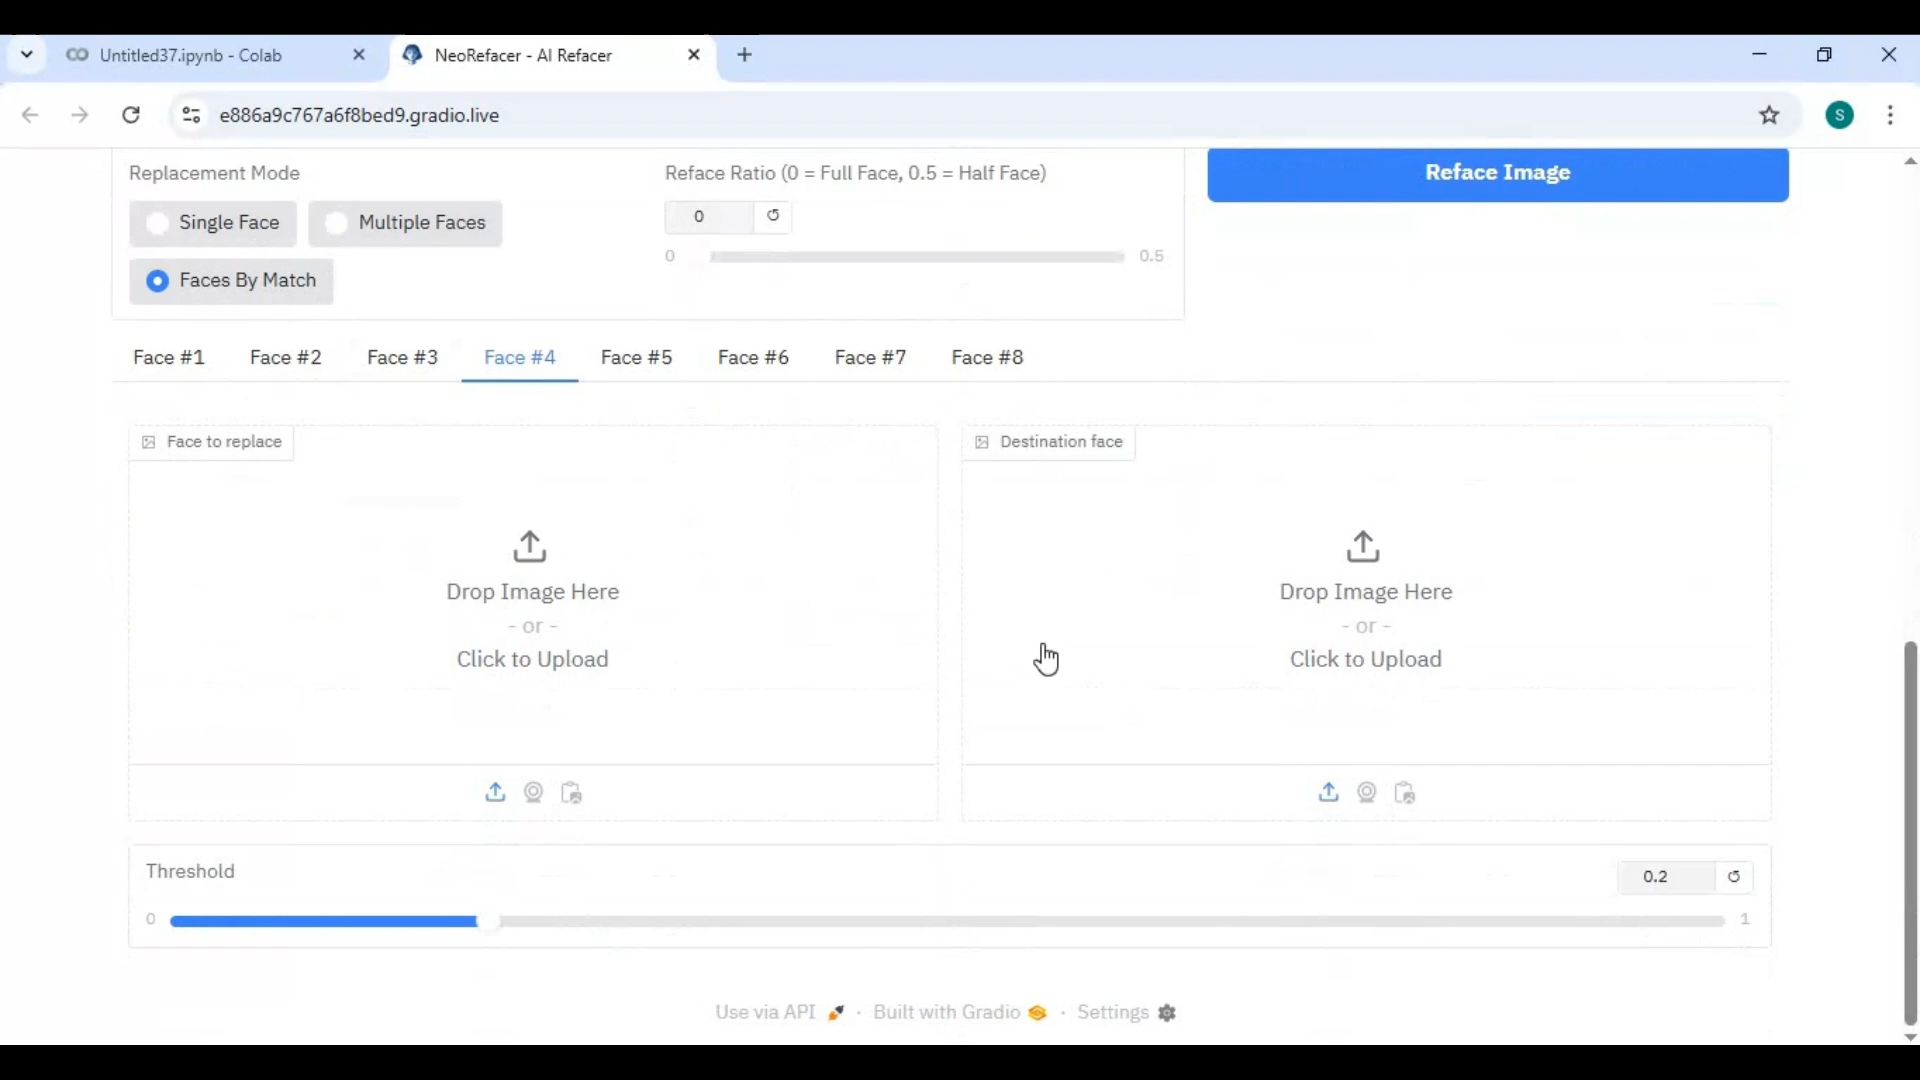 Untitled37.ipynb - Colab
NeoRefacer - AI Refacer
e886a9c767a6f8bed9.gradio.live
S
Replacement Mode
Single Face
Multiple Faces
Faces By Match
Reface Ratio (0 = Full Face, 0.5 = Half Face)
0
0
0.5
Reface Image
Face #1
Face #2
Face #3
Face #4
Face #5
Face #6
Face #7
Face #8
Face to replace
Drop Image Here
- or -
Click to Upload
Destination face
Drop Image Here
- or -
Click to Upload
Threshold
0.2
0
1
Use via API · Built with Gradio · Settings